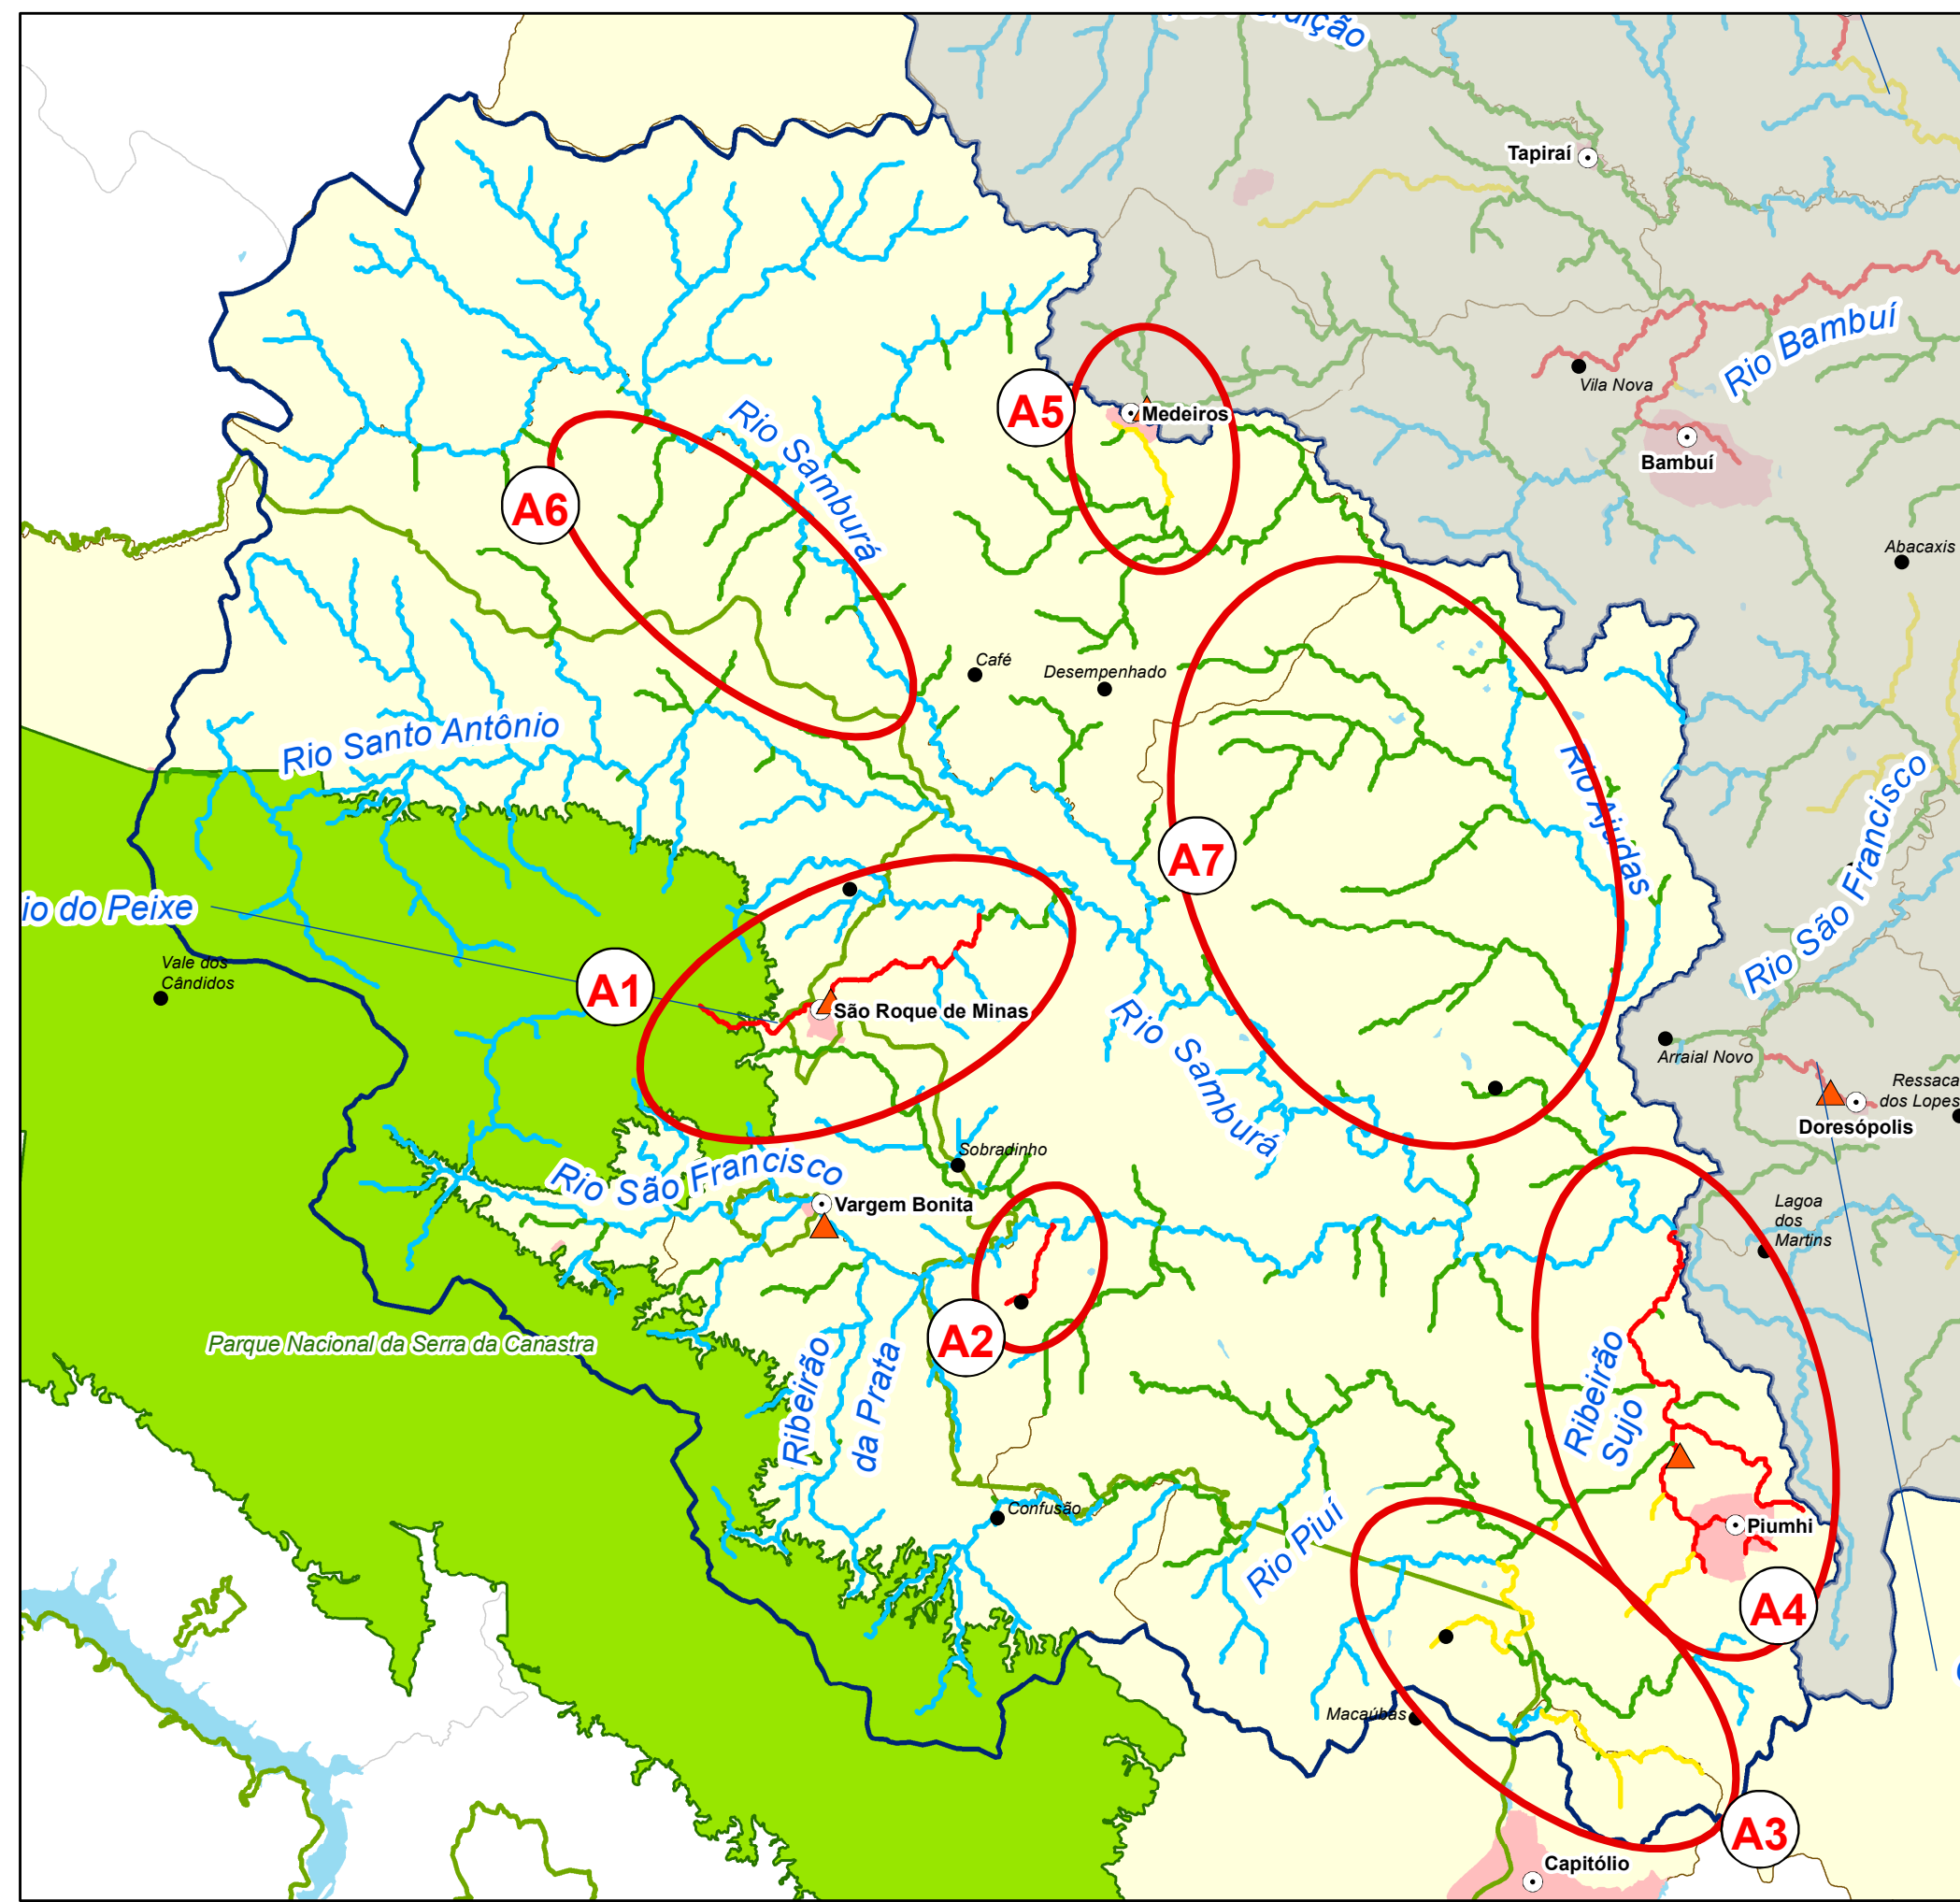 Tapiraí
Rio Bambuí
Vila Nova
Bambuí
A5
Medeiros
Rio Samburá
A6
Abacaxis
Café
Desempenhado
Rio Santo Antônio
Rio Ajudas
Rio São Francisco
A7
io do Peixe
Vale dos
Cândidos
A1
São Roque de Minas
Rio Samburá
Arraial Novo
Ressaca
dos Lopes
Doresópolis
Sobradinho
Rio São Francisco
Vargem Bonita
Lagoa
dos
Martins
A2
Parque Nacional da Serra da Canastra
Ribeirão
da Prata
Ribeirão
Sujo
Confusão
Rio Piuí
Piumhi
A4
Macaúbas
A3
Capitólio